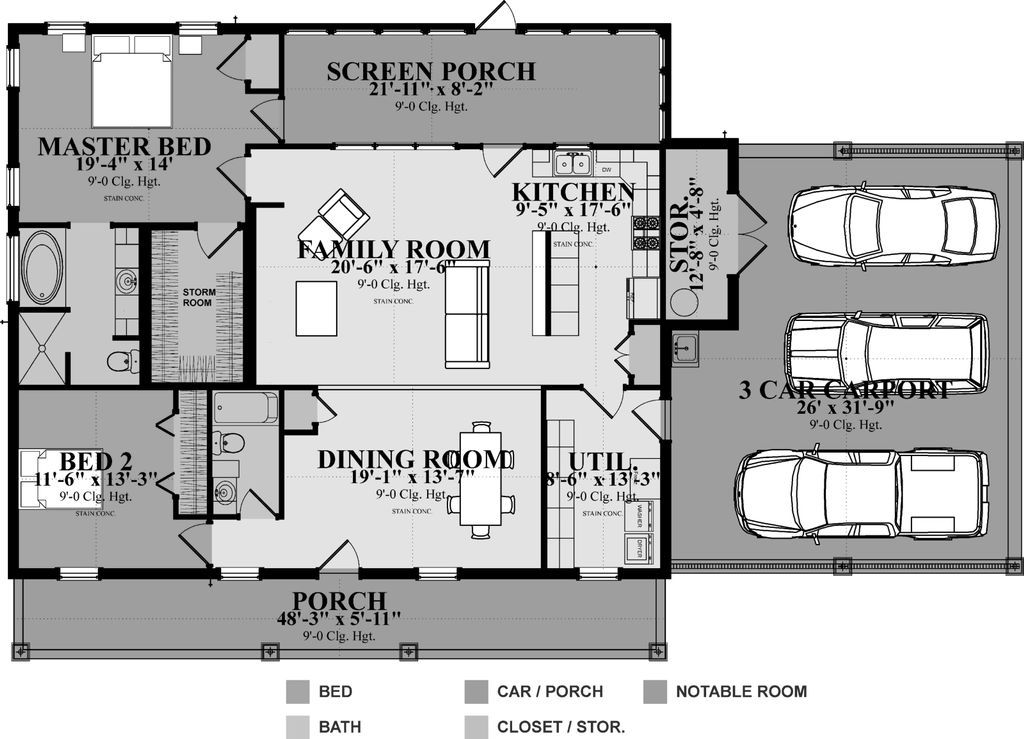 SCREEN PORCH
21'-11" x 8'-2"
9'-0 Clg. Hgt.
MASTER BED
19'-4" x 14'
9'-0 Clg. Hgt.
STAIN CONC.
KITCHEN
9'-5" x 17'-6"
9'-0 Clg. Hgt.
STAIN CONC.
DW
STOR.
12'-8" x 4'-8"
9'-0 Clg. Hgt.
FAMILY ROOM
20'-6" x 17'-6"
9'-0 Clg. Hgt.
STAIN CONC.
STORM
ROOM
3 CAR CARPORT
26' x 31'-9"
9'-0 Clg. Hgt.
BED 2
11'-6" x 13'-3"
9'-0 Clg. Hgt.
STAIN CONC.
DINING ROOM
19'-1" x 13'-7"
9'-0 Clg. Hgt.
STAIN CONC.
UTIL.
8'-6" x 13'-3"
9'-0 Clg. Hgt.
STAIN CONC.
WASHER
DRYER
PORCH
48'-3" x 5'-11"
9'-0 Clg. Hgt.
BED
CAR / PORCH
NOTABLE ROOM
BATH
CLOSET / STOR.